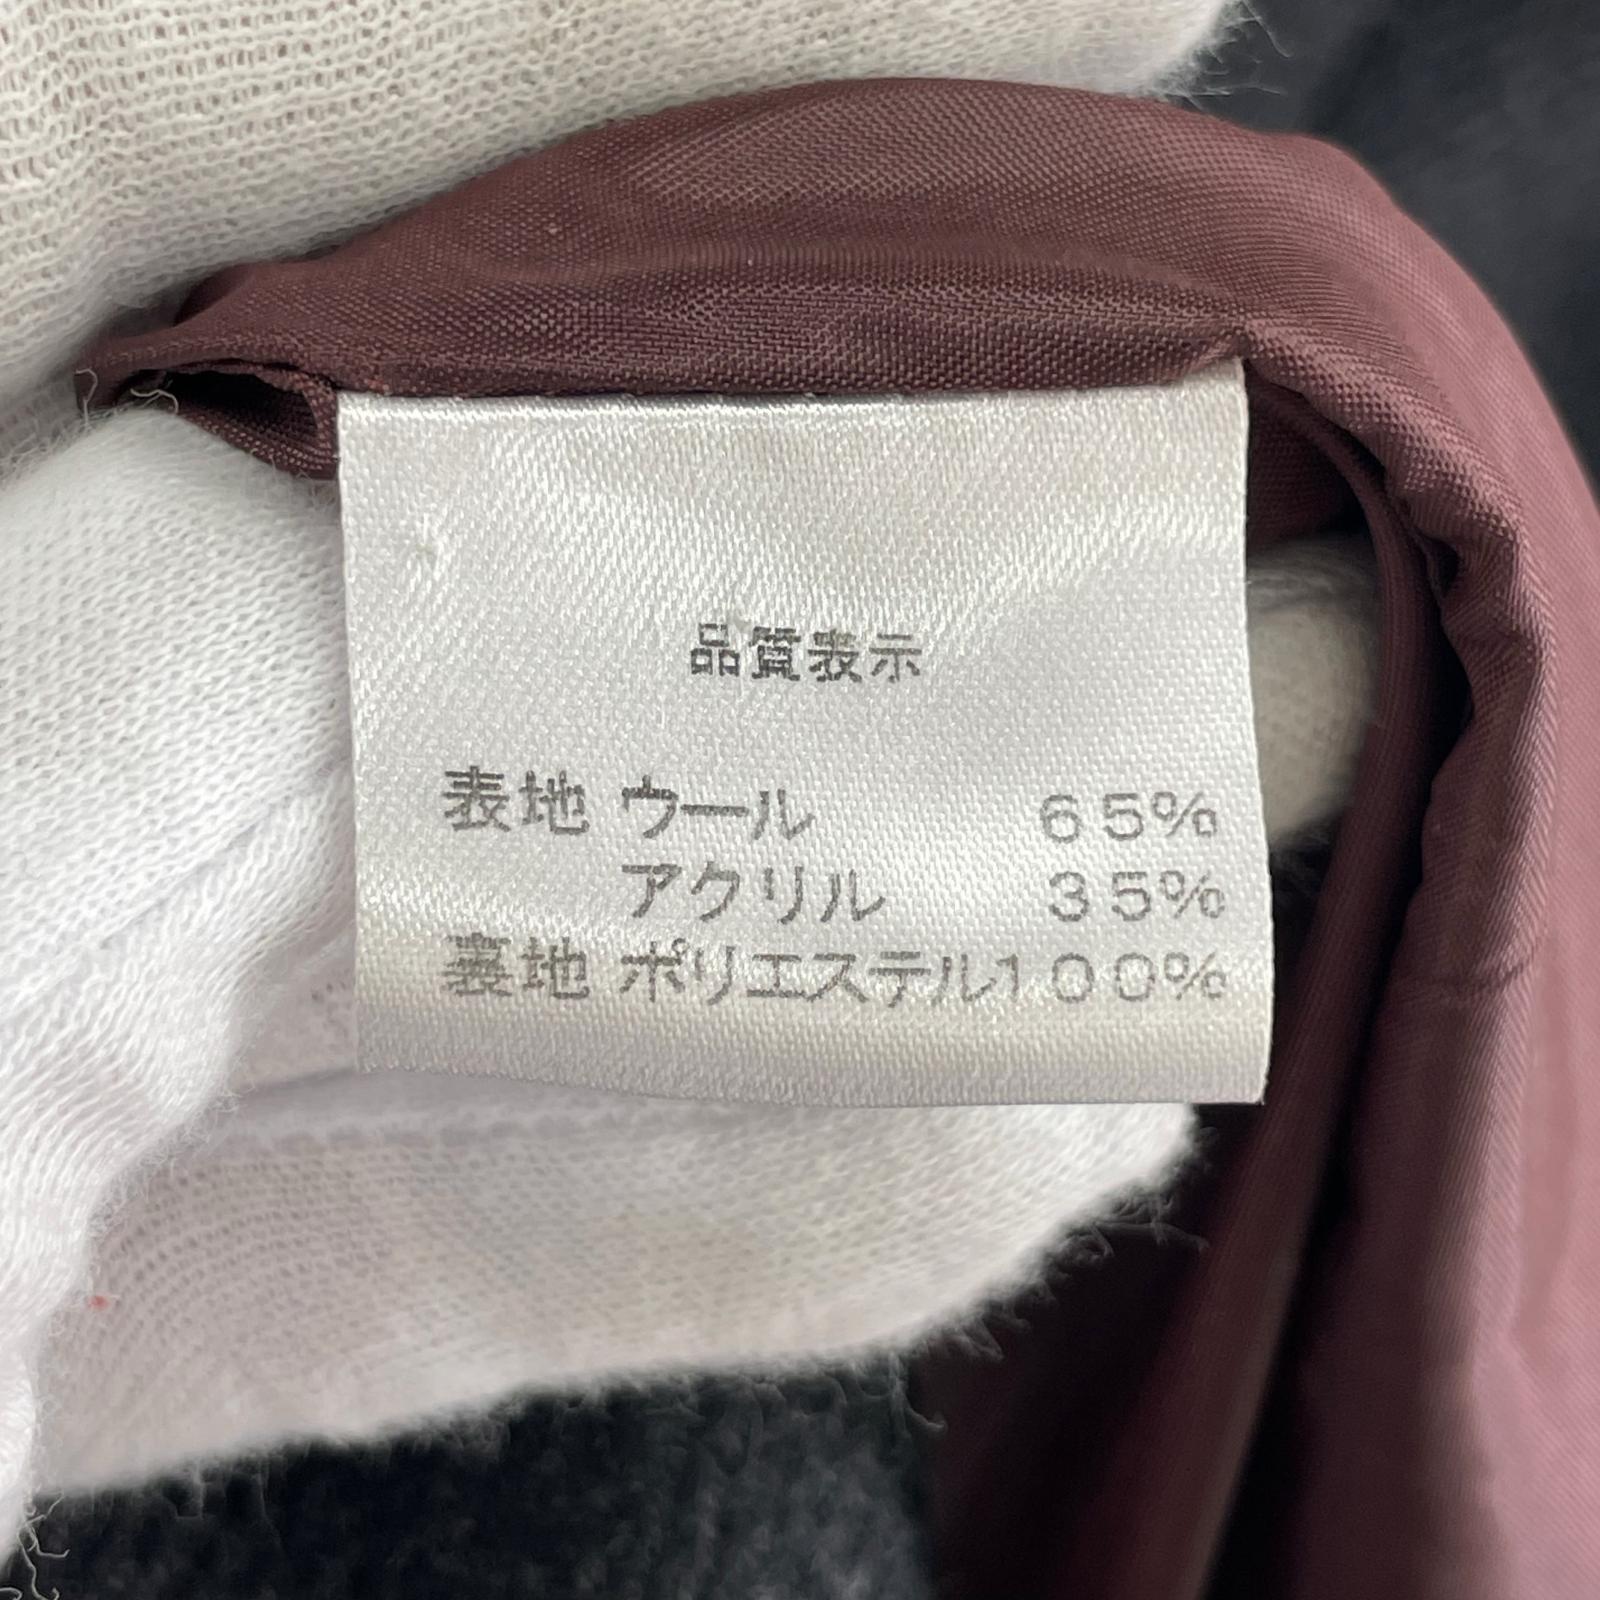 品質表示
表地 ウール 65%
アクリル 35%
裏地 ポリエステル100%